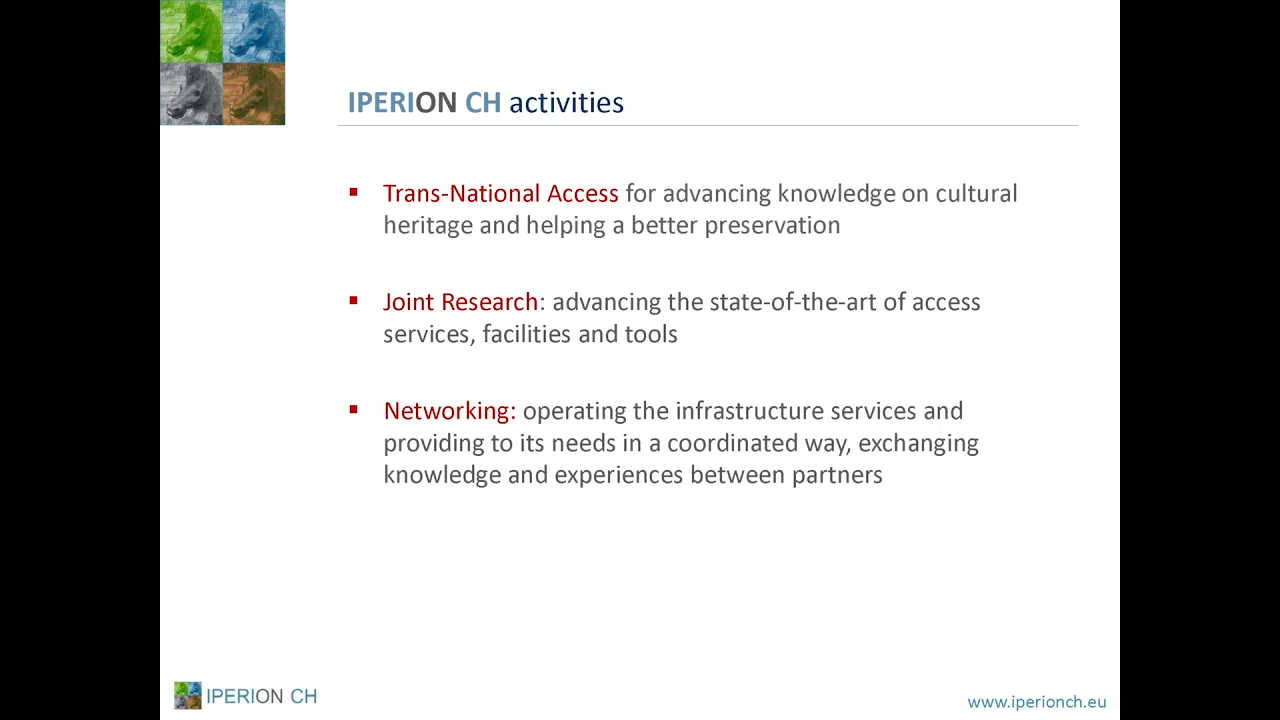 IPERION CH activities
▪ Trans-National Access for advancing knowledge on cultural
heritage and helping a better preservation
▪ Joint Research: advancing the state-of-the-art of access
services, facilities and tools
▪ Networking: operating the infrastructure services and
providing to its needs in a coordinated way, exchanging
knowledge and experiences between partners
IPERION CH
www.iperionch.eu